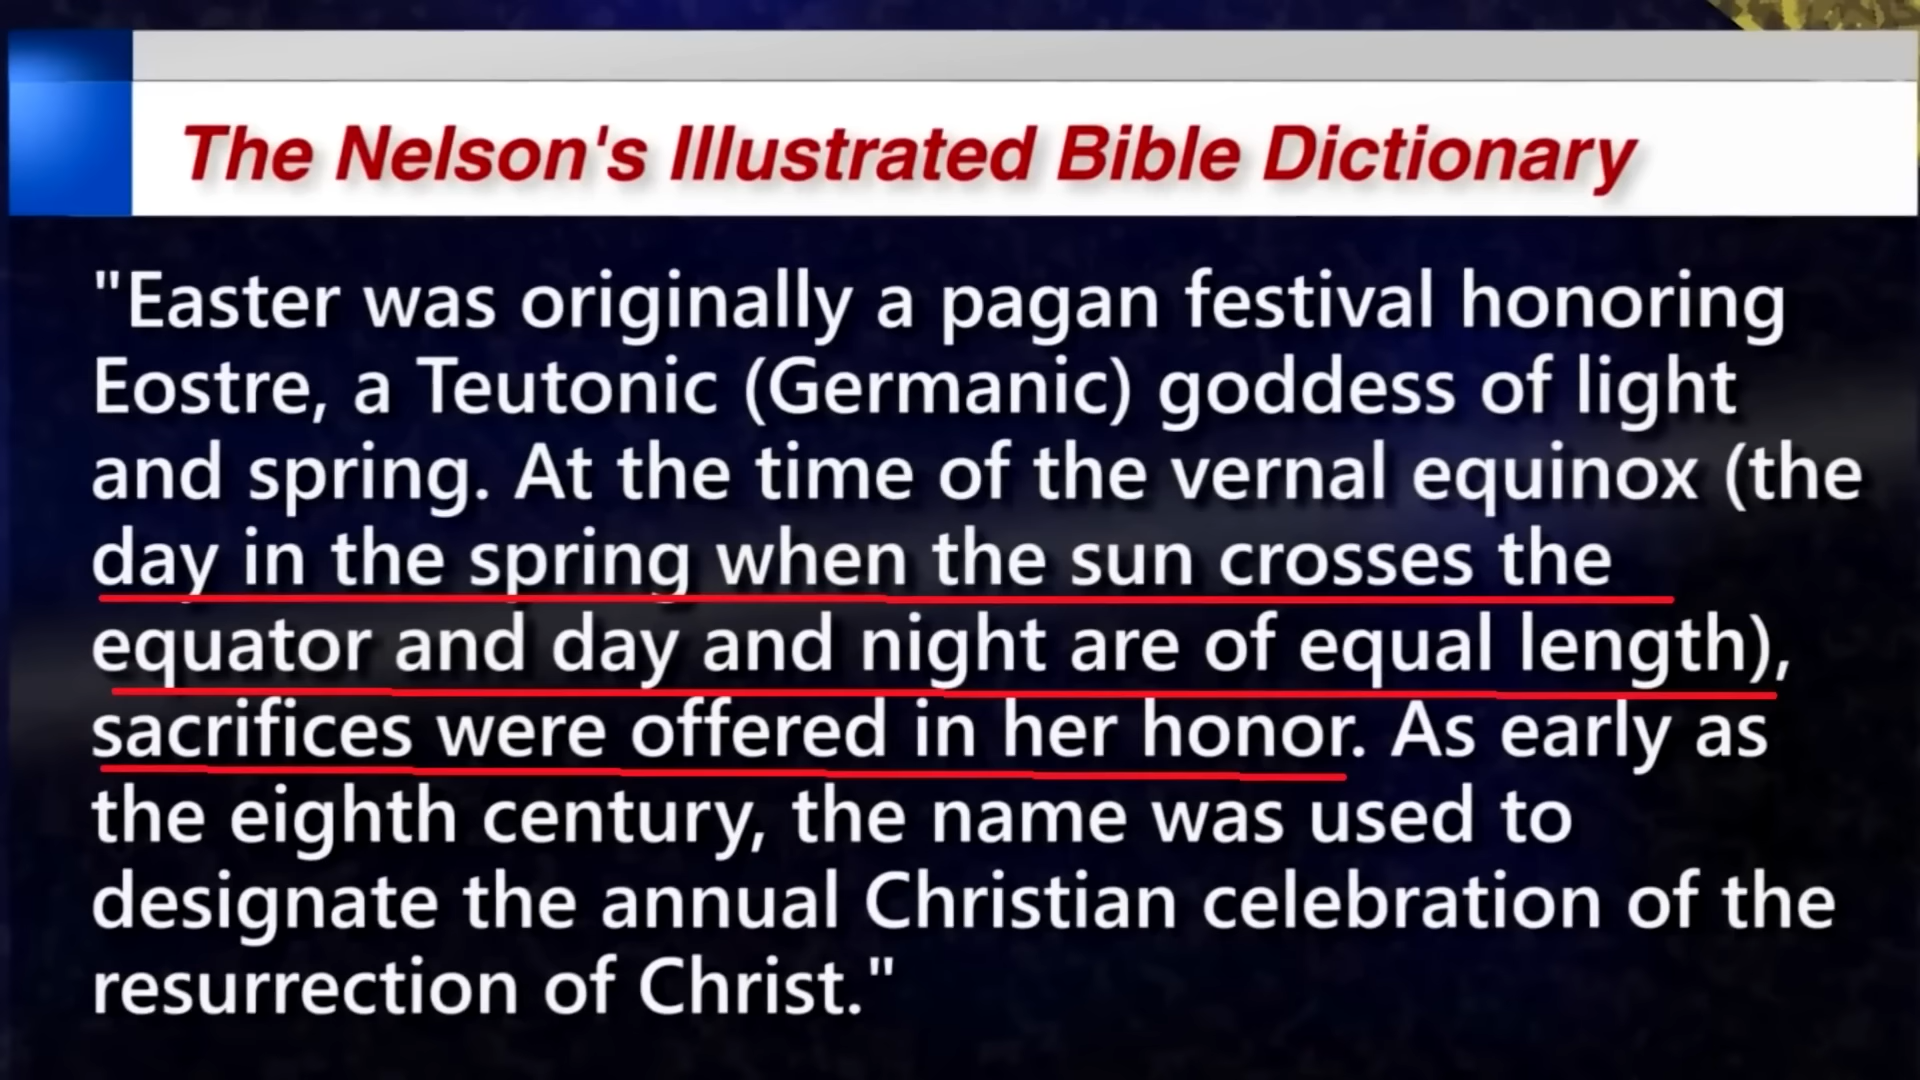 The Nelson's Illustrated Bible Dictionary
"Easter was originally a pagan festival honoring
Eostre, a Teutonic (Germanic) goddess of light
and spring. At the time of the vernal equinox (the
day in the spring when the sun crosses the
equator and day and night are of equal length),
sacrifices were offered in her honor. As early as
the eighth century, the name was used to
designate the annual Christian celebration of the
resurrection of Christ."